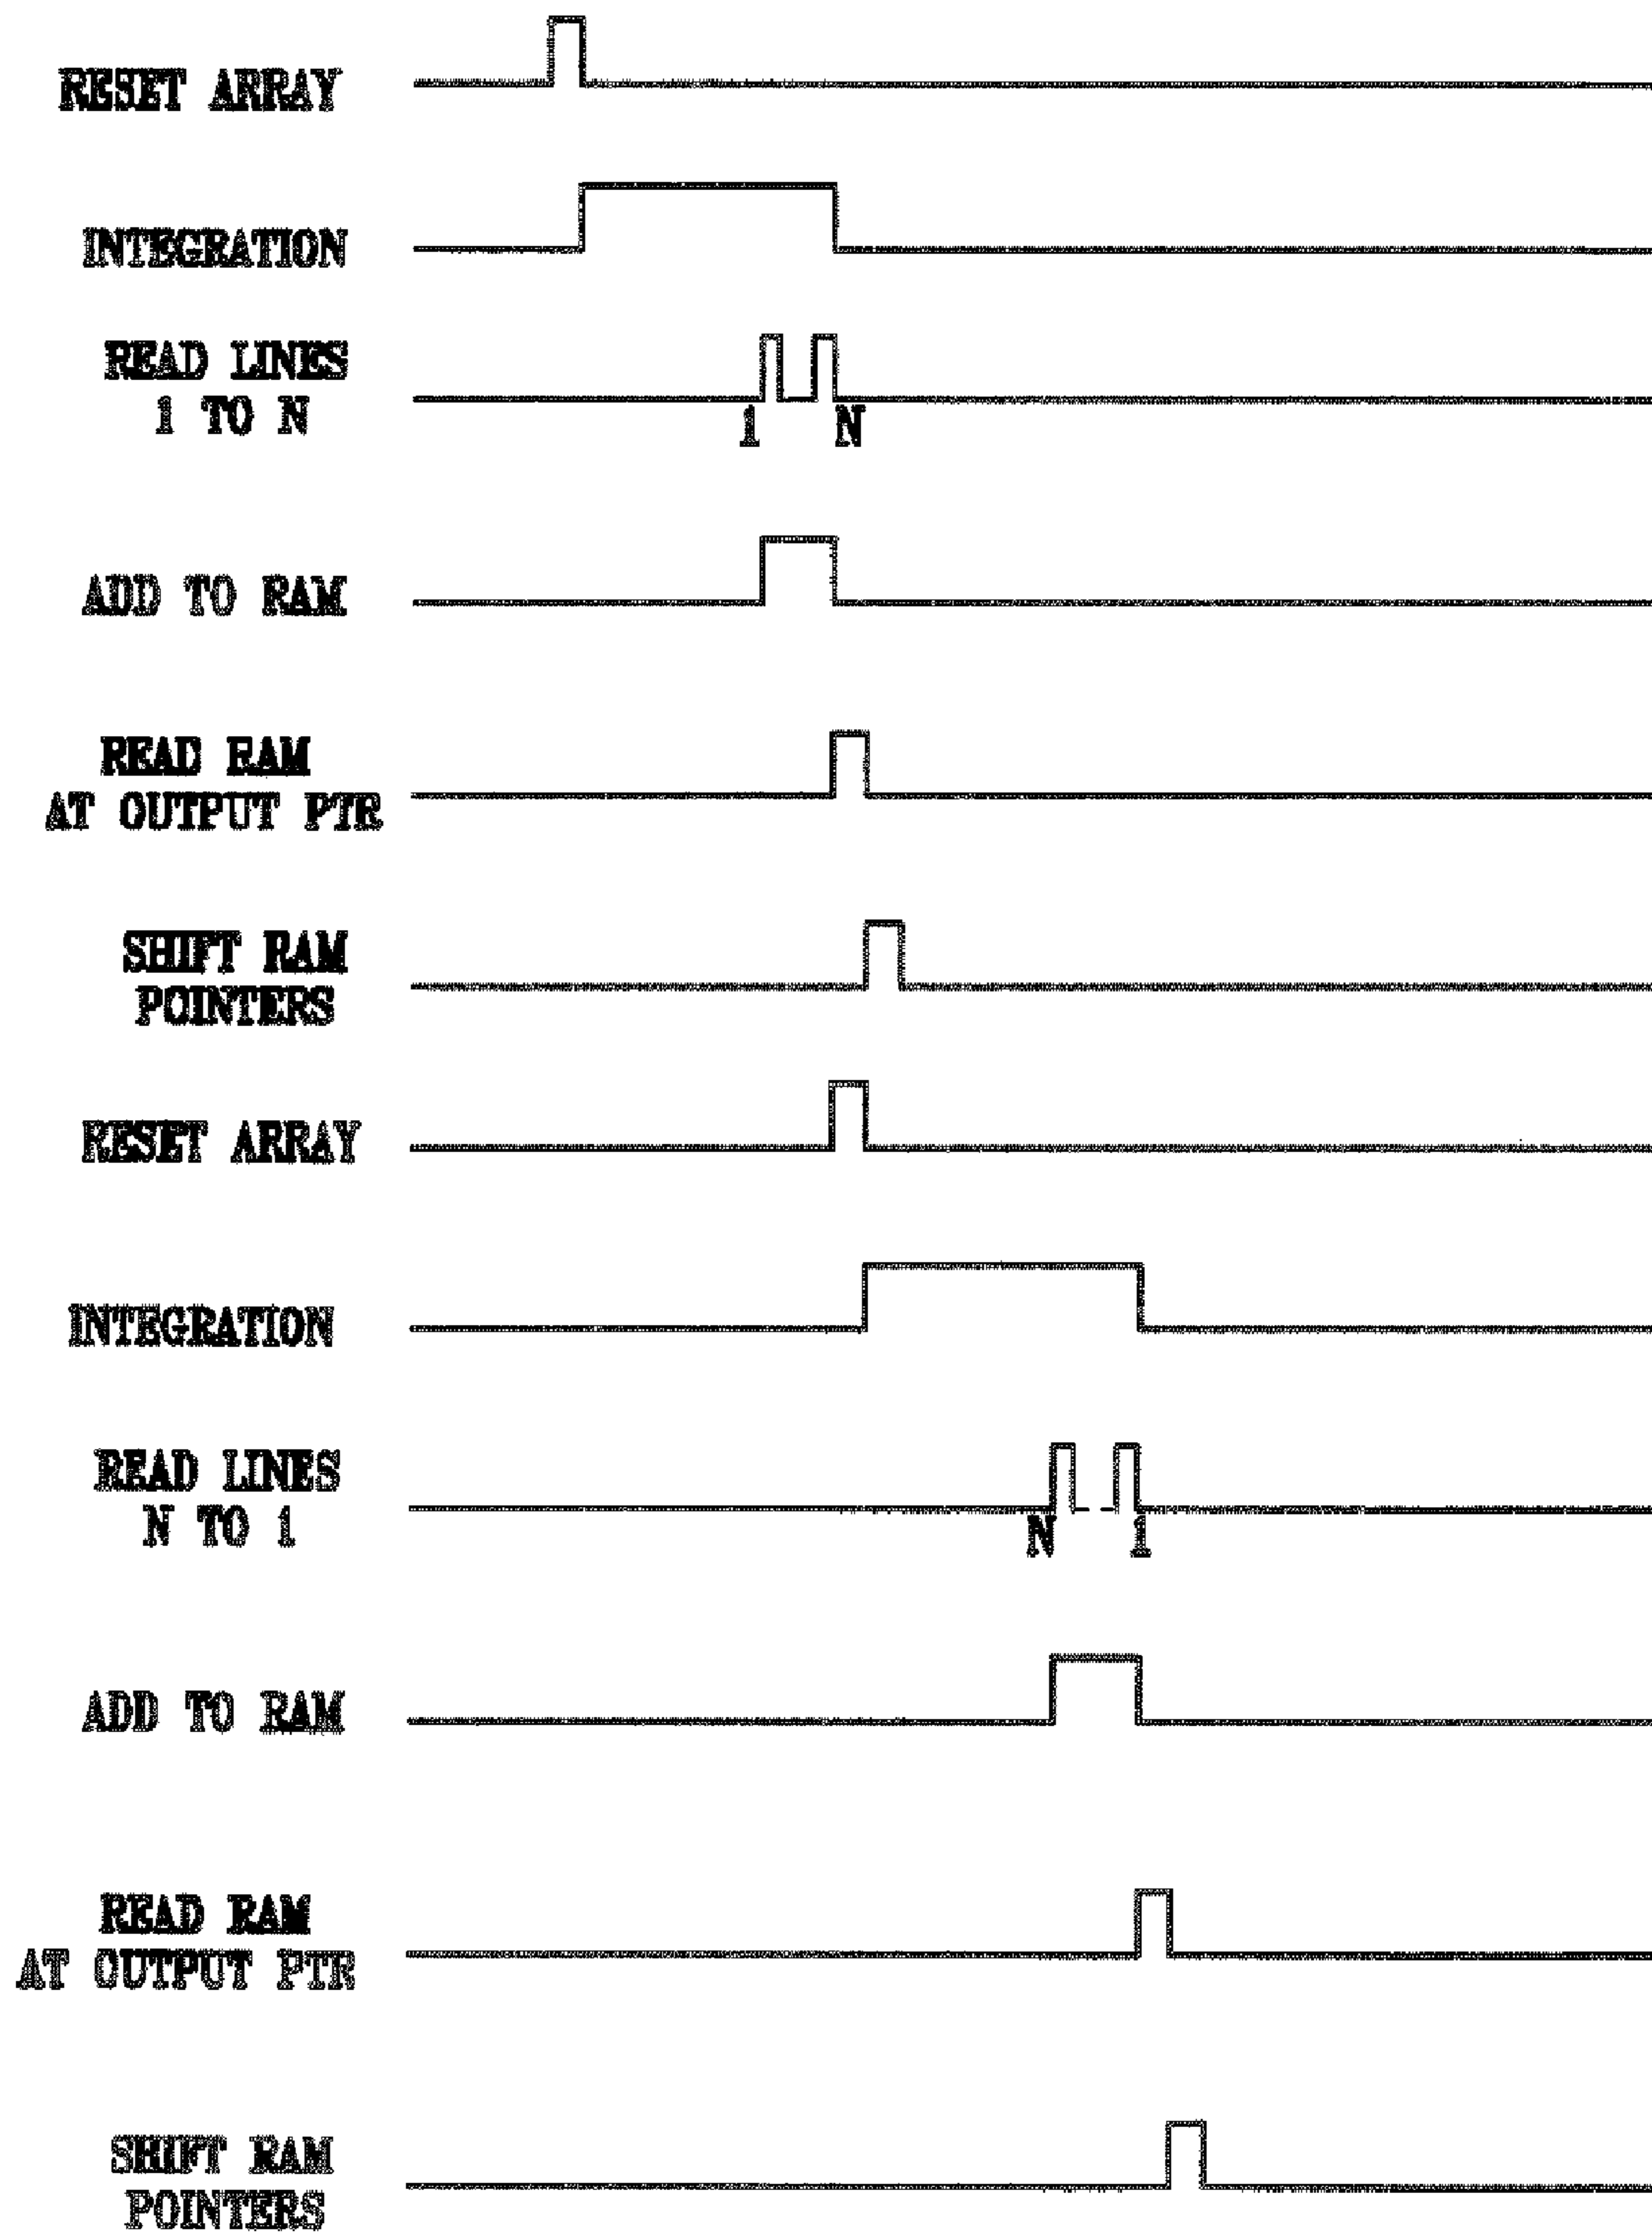 RESET ARRAY
INTEGRATION
READ LINES
1 TO N
1 N
ADD TO RAM
READ RAM
AT OUTPUT PTR
SHIFT RAM
POINTERS
RESET ARRAY
INTEGRATION
READ LINES
N TO 1
N 1
ADD TO RAM
READ RAM
AT OUTPUT PTR
SHIFT RAM
POINTERS